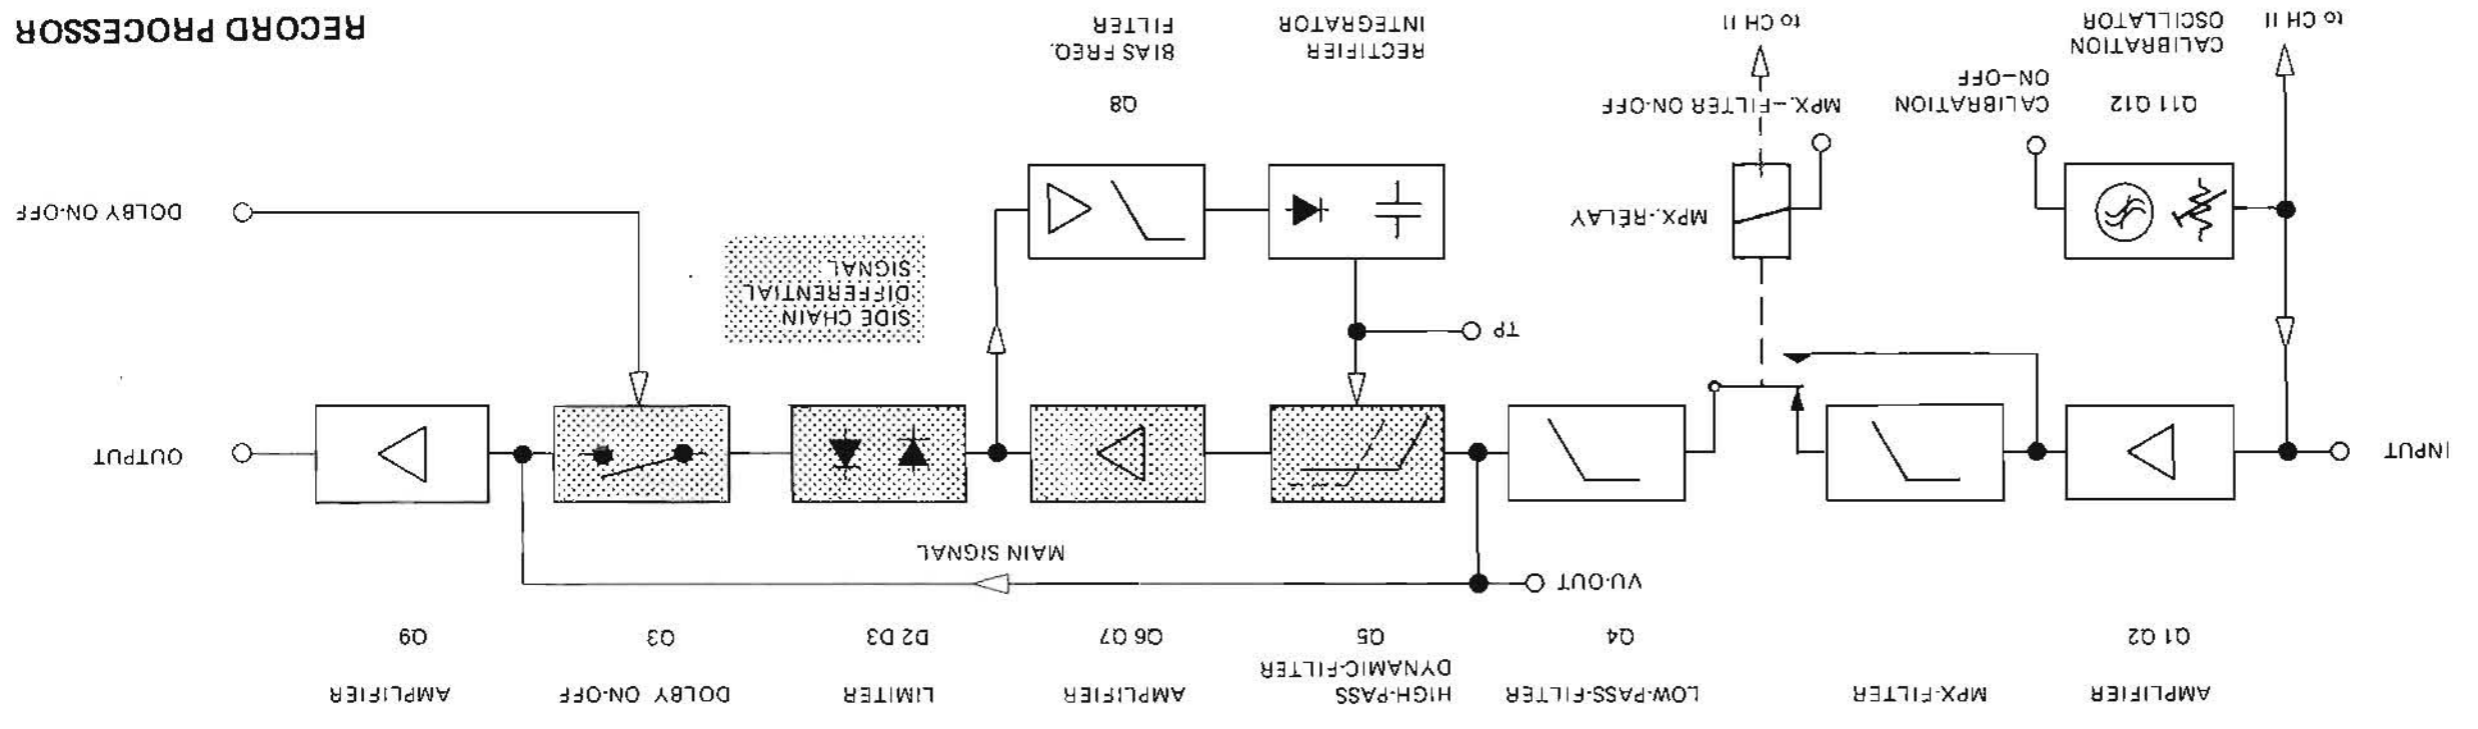 AMPLIFIER
MPX-FILTER
LOW-PASS-FILTER
HIGH-PASS
DYNAMIC-FILTER
AMPLIFIER
LIMITER
DOLBY ON-OFF
AMPLIFIER
Q1 Q2
Q4
Q5
Q6 Q7
D2 D3
Q3
Q9
VU-OUT
MAIN SIGNAL
INPUT
OUTPUT
TP
SIDE CHAIN
DIFFERENTIAL
SIGNAL
MPX.-RELAY
DOLBY ON-OFF
Q11 Q12
CALIBRATION
OSCILLATOR
CALIBRATION
ON-OFF
MPX.-FILTER ON-OFF
Q8
BIAS FREQ.
FILTER
RECTIFIER
INTEGRATOR
to CH II
to CH II
RECORD PROCESSOR